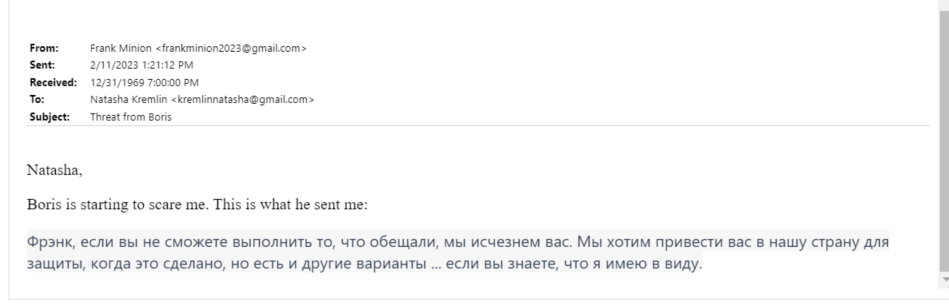 From: Frank Minion <frankminion2023@gmail.com>
Sent: 2/11/2023 1:21:12 PM
Received: 12/31/1969 7:00:00 PM
To: Natasha Kremlin <kremlinnatasha@gmail.com>
Subject: Threat from Boris
Natasha,
Boris is starting to scare me. This is what he sent me:
Фрэнк, если вы не сможете выполнить то, что обещали, мы исчезнем вас. Мы хотим привести вас в нашу страну для
защиты, когда это сделано, но есть и другие варианты ... если вы знаете, что я имею в виду.